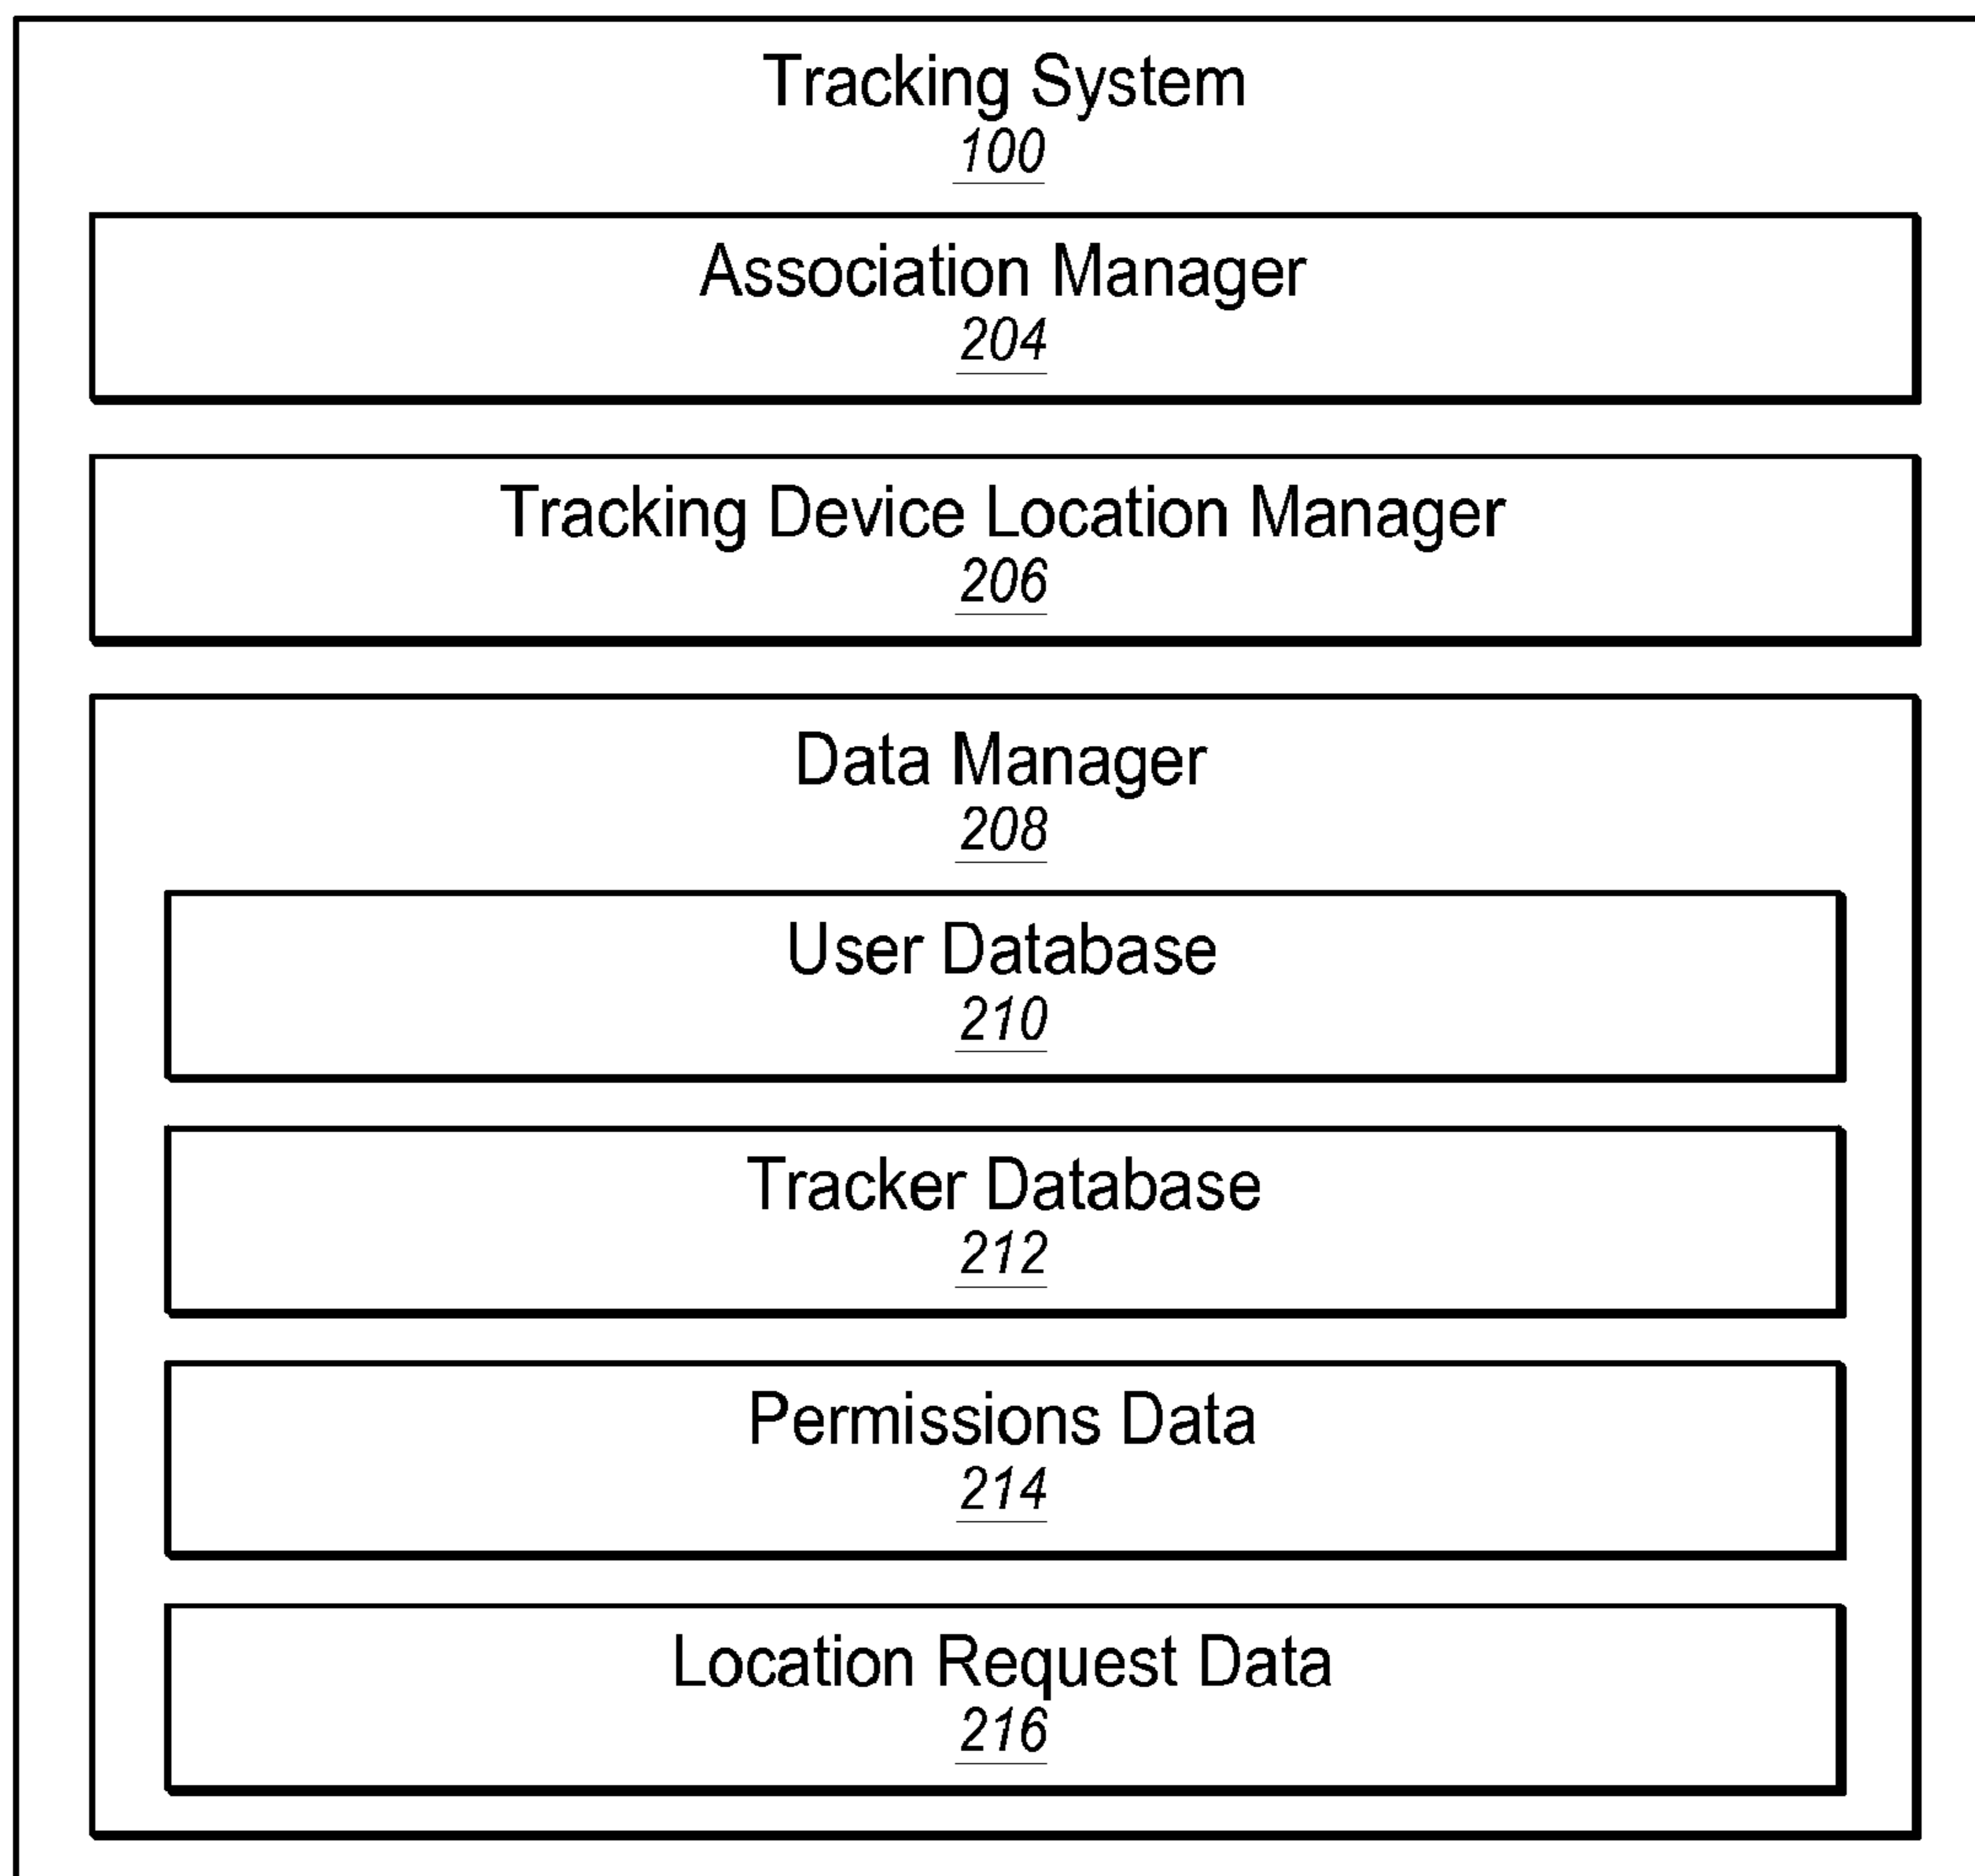 Tracking System
100
Association Manager
204
Tracking Device Location Manager
206
Data Manager
208
User Database
210
Tracker Database
212
Permissions Data
214
Location Request Data
216